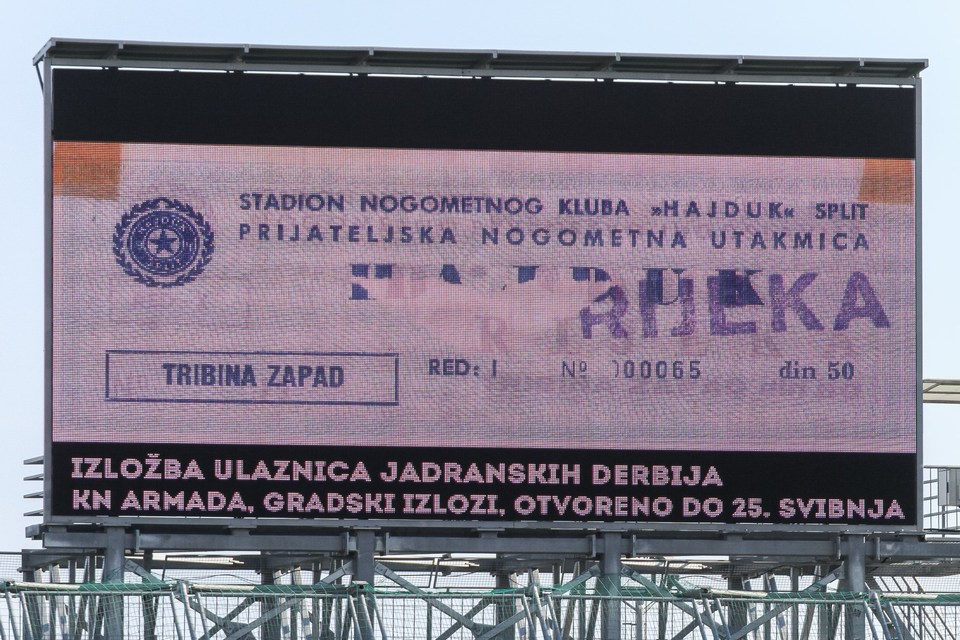 STADION NOGOMETNOG KLUBA »HAJDUK« SPLIT
PRIJATELJSKA NOGOMETNA UTAKMICA
RIJEKA
TRIBINA ZAPAD RED: I Nº 000065 din 50
IZLOŽBA ULAZNICA JADRANSKIH DERBIJA
KN ARMADA, GRADSKI IZLOZI, OTVORENO DO 25. SVIBNJA